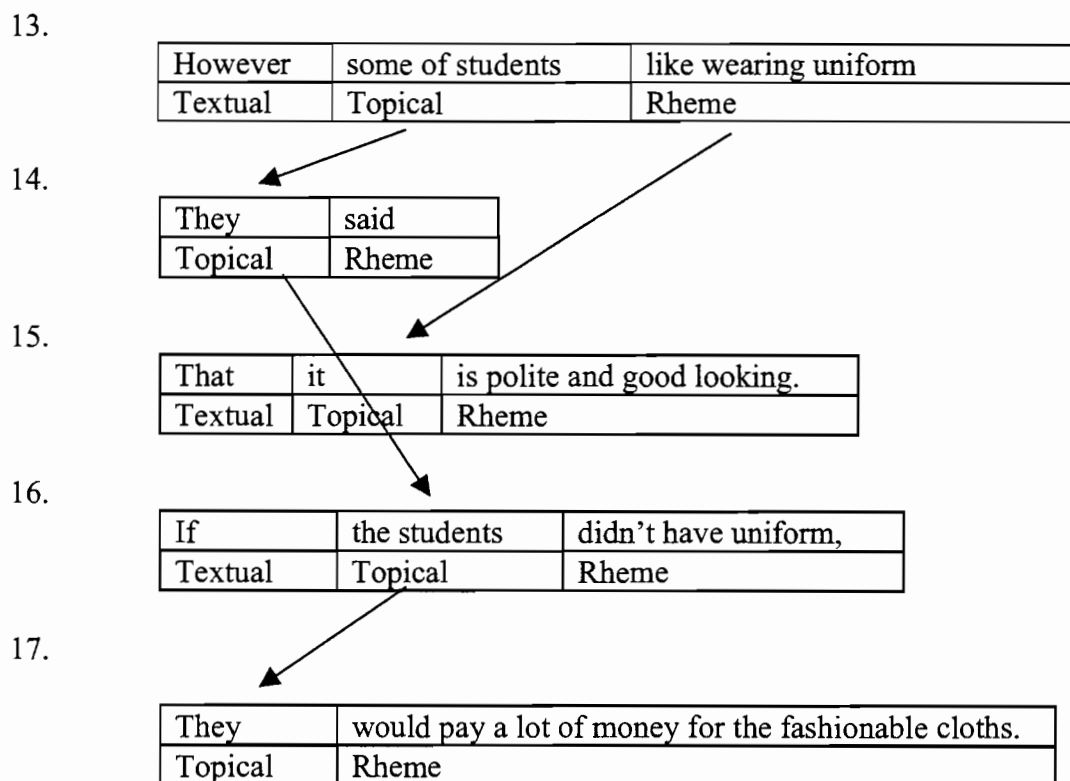 13.
However some of students like wearing uniform
Textual Topical Rheme
14.
They said
Topical Rheme
15.
That it is polite and good looking.
Textual Topical Rheme
16.
If the students didn't have uniform,
Textual Topical Rheme
17.
They would pay a lot of money for the fashionable cloths.
Topical Rheme